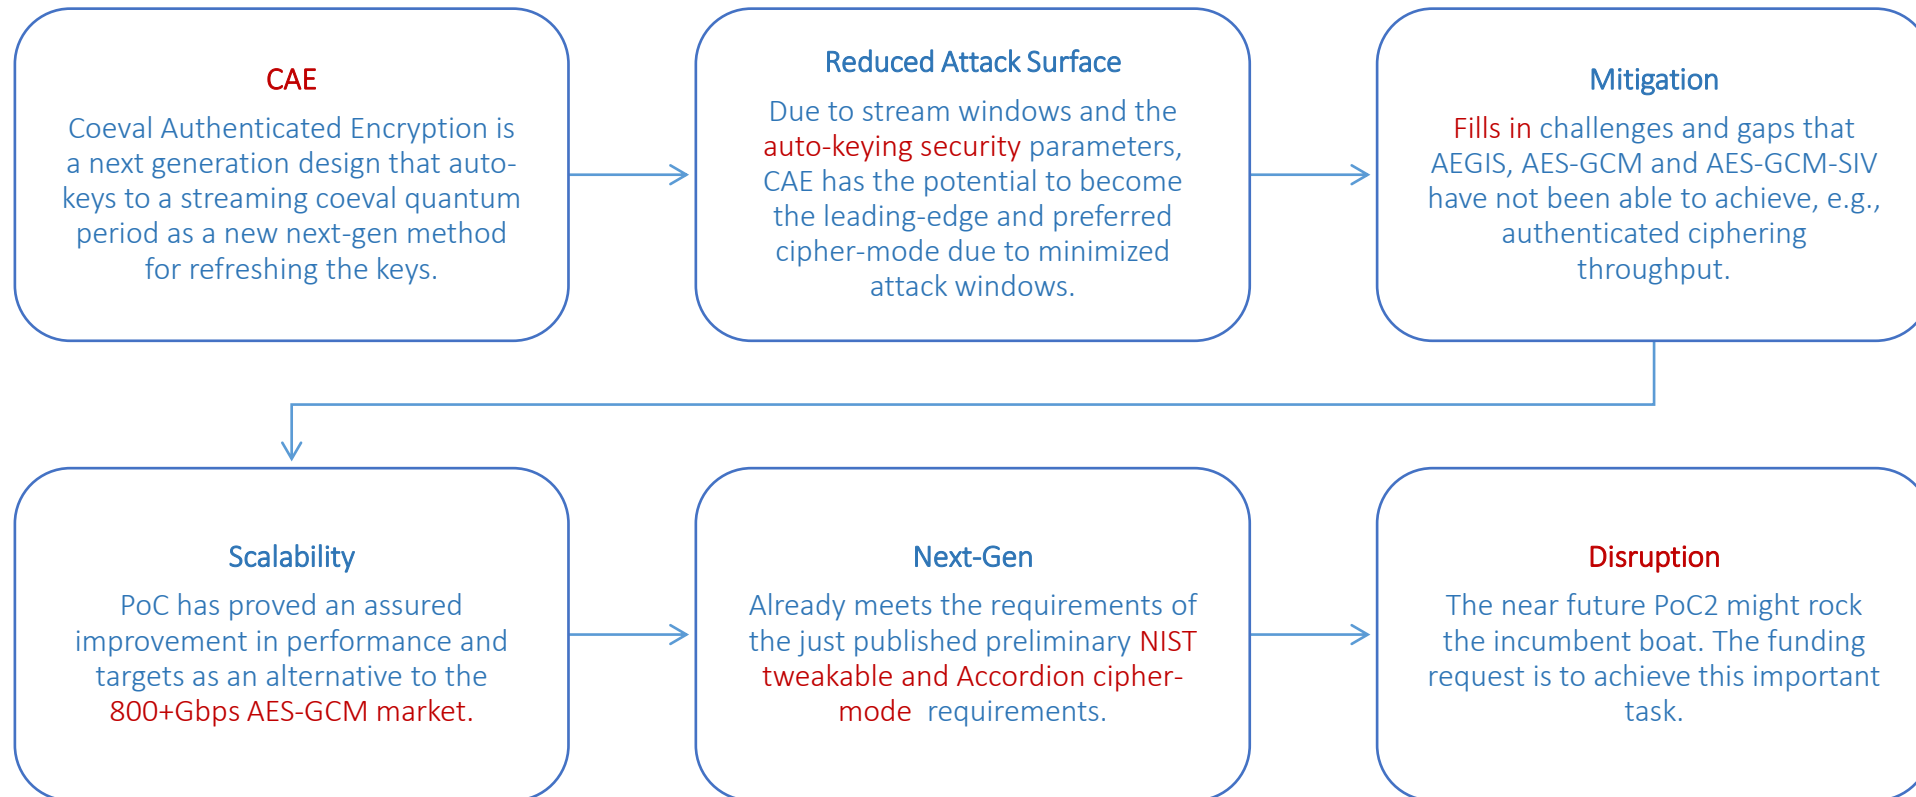 CAE
Coeval Authenticated Encryption is
a next generation design that auto-
keys to a streaming coeval quantum
period as a new next-gen method
for refreshing the keys.
Reduced Attack Surface
Due to stream windows and the
auto-keying security parameters,
CAE has the potential to become
the leading-edge and preferred
cipher-mode due to minimized
attack windows.
Mitigation
Fills in challenges and gaps that
AEGIS, AES-GCM and AES-GCM-SIV
have not been able to achieve, e.g.,
authenticated ciphering
throughput.
Scalability
PoC has proved an assured
improvement in performance and
targets as an alternative to the
800+Gbps AES-GCM market.
Next-Gen
Already meets the requirements of
the just published preliminary NIST
tweakable and Accordion cipher-
mode requirements.
Disruption
The near future PoC2 might rock
the incumbent boat. The funding
request is to achieve this important
task.